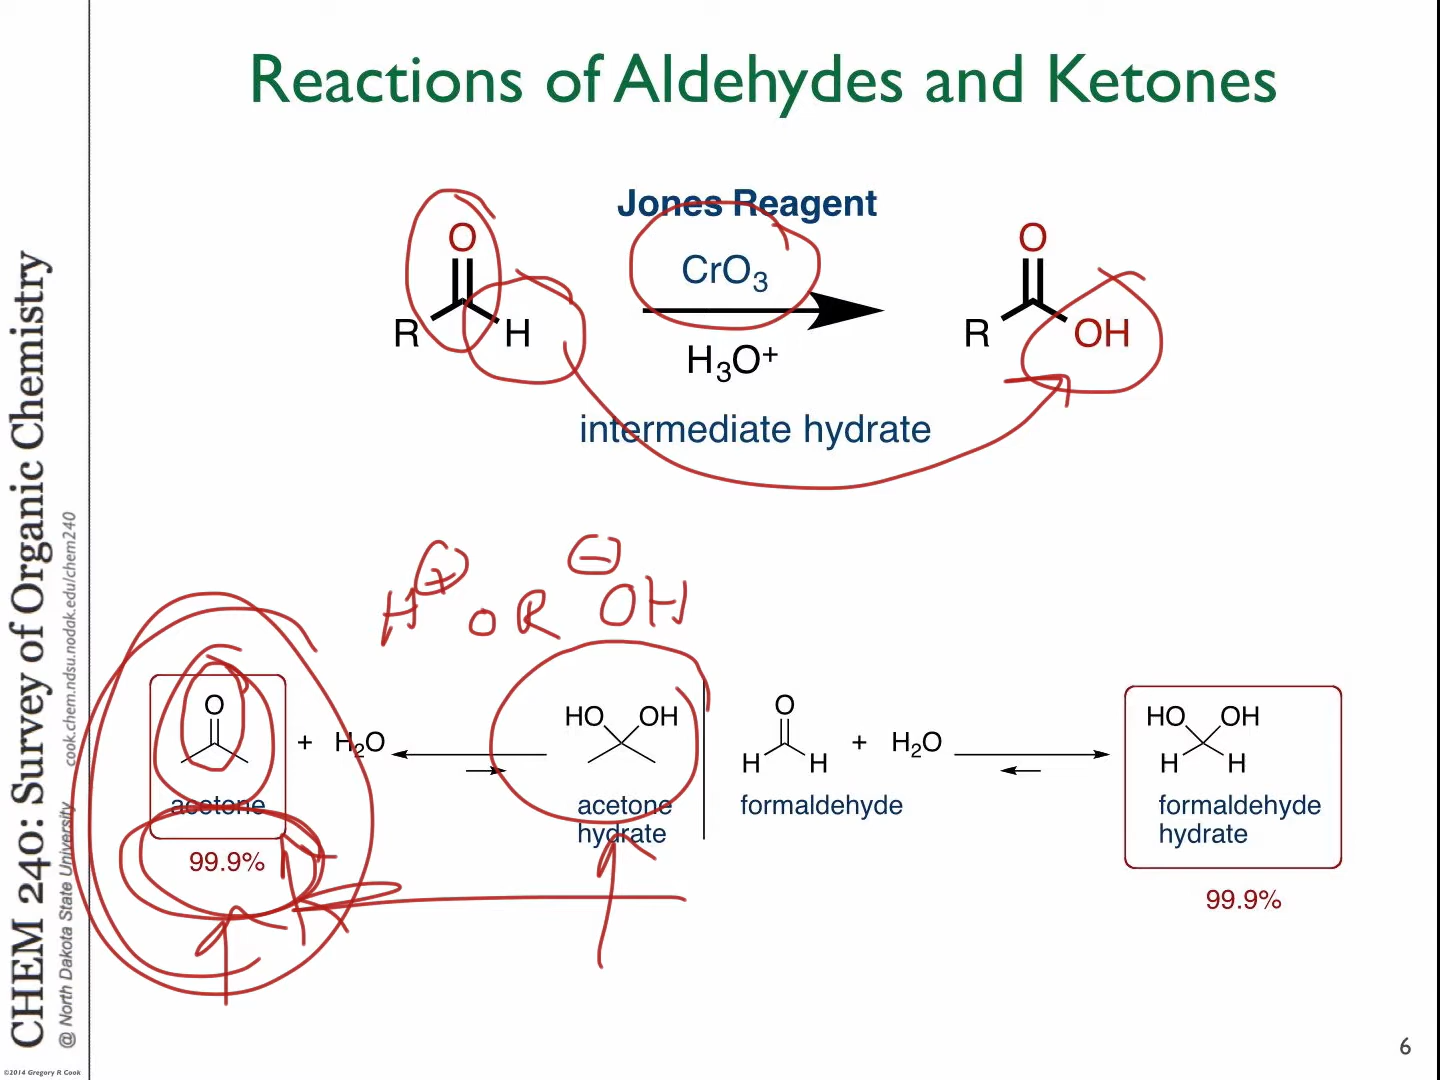 Reactions of Aldehydes and Ketones
Jones Reagent
CrO3
H3O+
O
R
H
O
R
OH
intermediate hydrate
H+ OR -OH
O
+ H2O
acetone
99.9%
HO OH
acetone
hydrate
O
H H
+ H2O
formaldehyde
HO OH
H H
formaldehyde
hydrate
99.9%
CHEM 240: Survey of Organic Chemistry
@ North Dakota State University cook.chem.ndsu.nodak.edu/chem240
©2014 Gregory R Cook
6